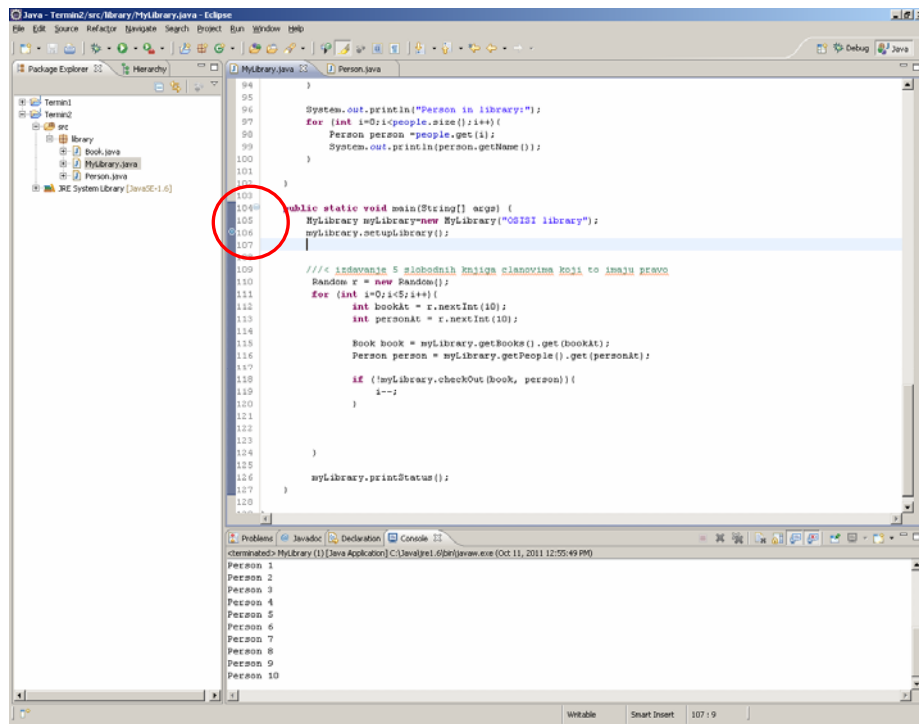 Java - Termin2/src/library/MyLibrary.java - Eclipse
File Edit Source Refactor Navigate Search Project Run Window Help
Debug Java
Package Explorer Hierarchy
MyLibrary.java Person.java
Termin1
Termin2
src
library
Book.java
MyLibrary.java
Person.java
JRE System Library [JavaSE-1.6]
94 }
95
96 System.out.println("Person in library:");
97 for (int i=0;i<people.size();i++){
98 Person person =people.get(i);
99 System.out.println(person.getName());
100 }
101
102 }
103
104 public static void main(String[] args) {
105 MyLibrary myLibrary=new MyLibrary("OSISI library");
106 myLibrary.setupLibrary();
107
109 ///< izdavanje 5 slobodnih knjiga clanovima koji to imaju pravo
110 Random r = new Random();
111 for (int i=0;i<5;i++){
112 int bookAt = r.nextInt(10);
113 int personAt = r.nextInt(10);
114
115 Book book = myLibrary.getBooks().get(bookAt);
116 Person person = myLibrary.getPeople().get(personAt);
117
118 if (!myLibrary.checkOut(book, person)){
119 i--;
120 }
121
122
123
124 }
125
126 myLibrary.printStatus();
127 }
128
Problems Javadoc Declaration Console
<terminated> MyLibrary (1) [Java Application] C:\Java\jre1.6\bin\javaw.exe (Oct 11, 2011 12:55:49 PM)
Person 1
Person 2
Person 3
Person 4
Person 5
Person 6
Person 7
Person 8
Person 9
Person 10
Writable Smart Insert 107 : 9